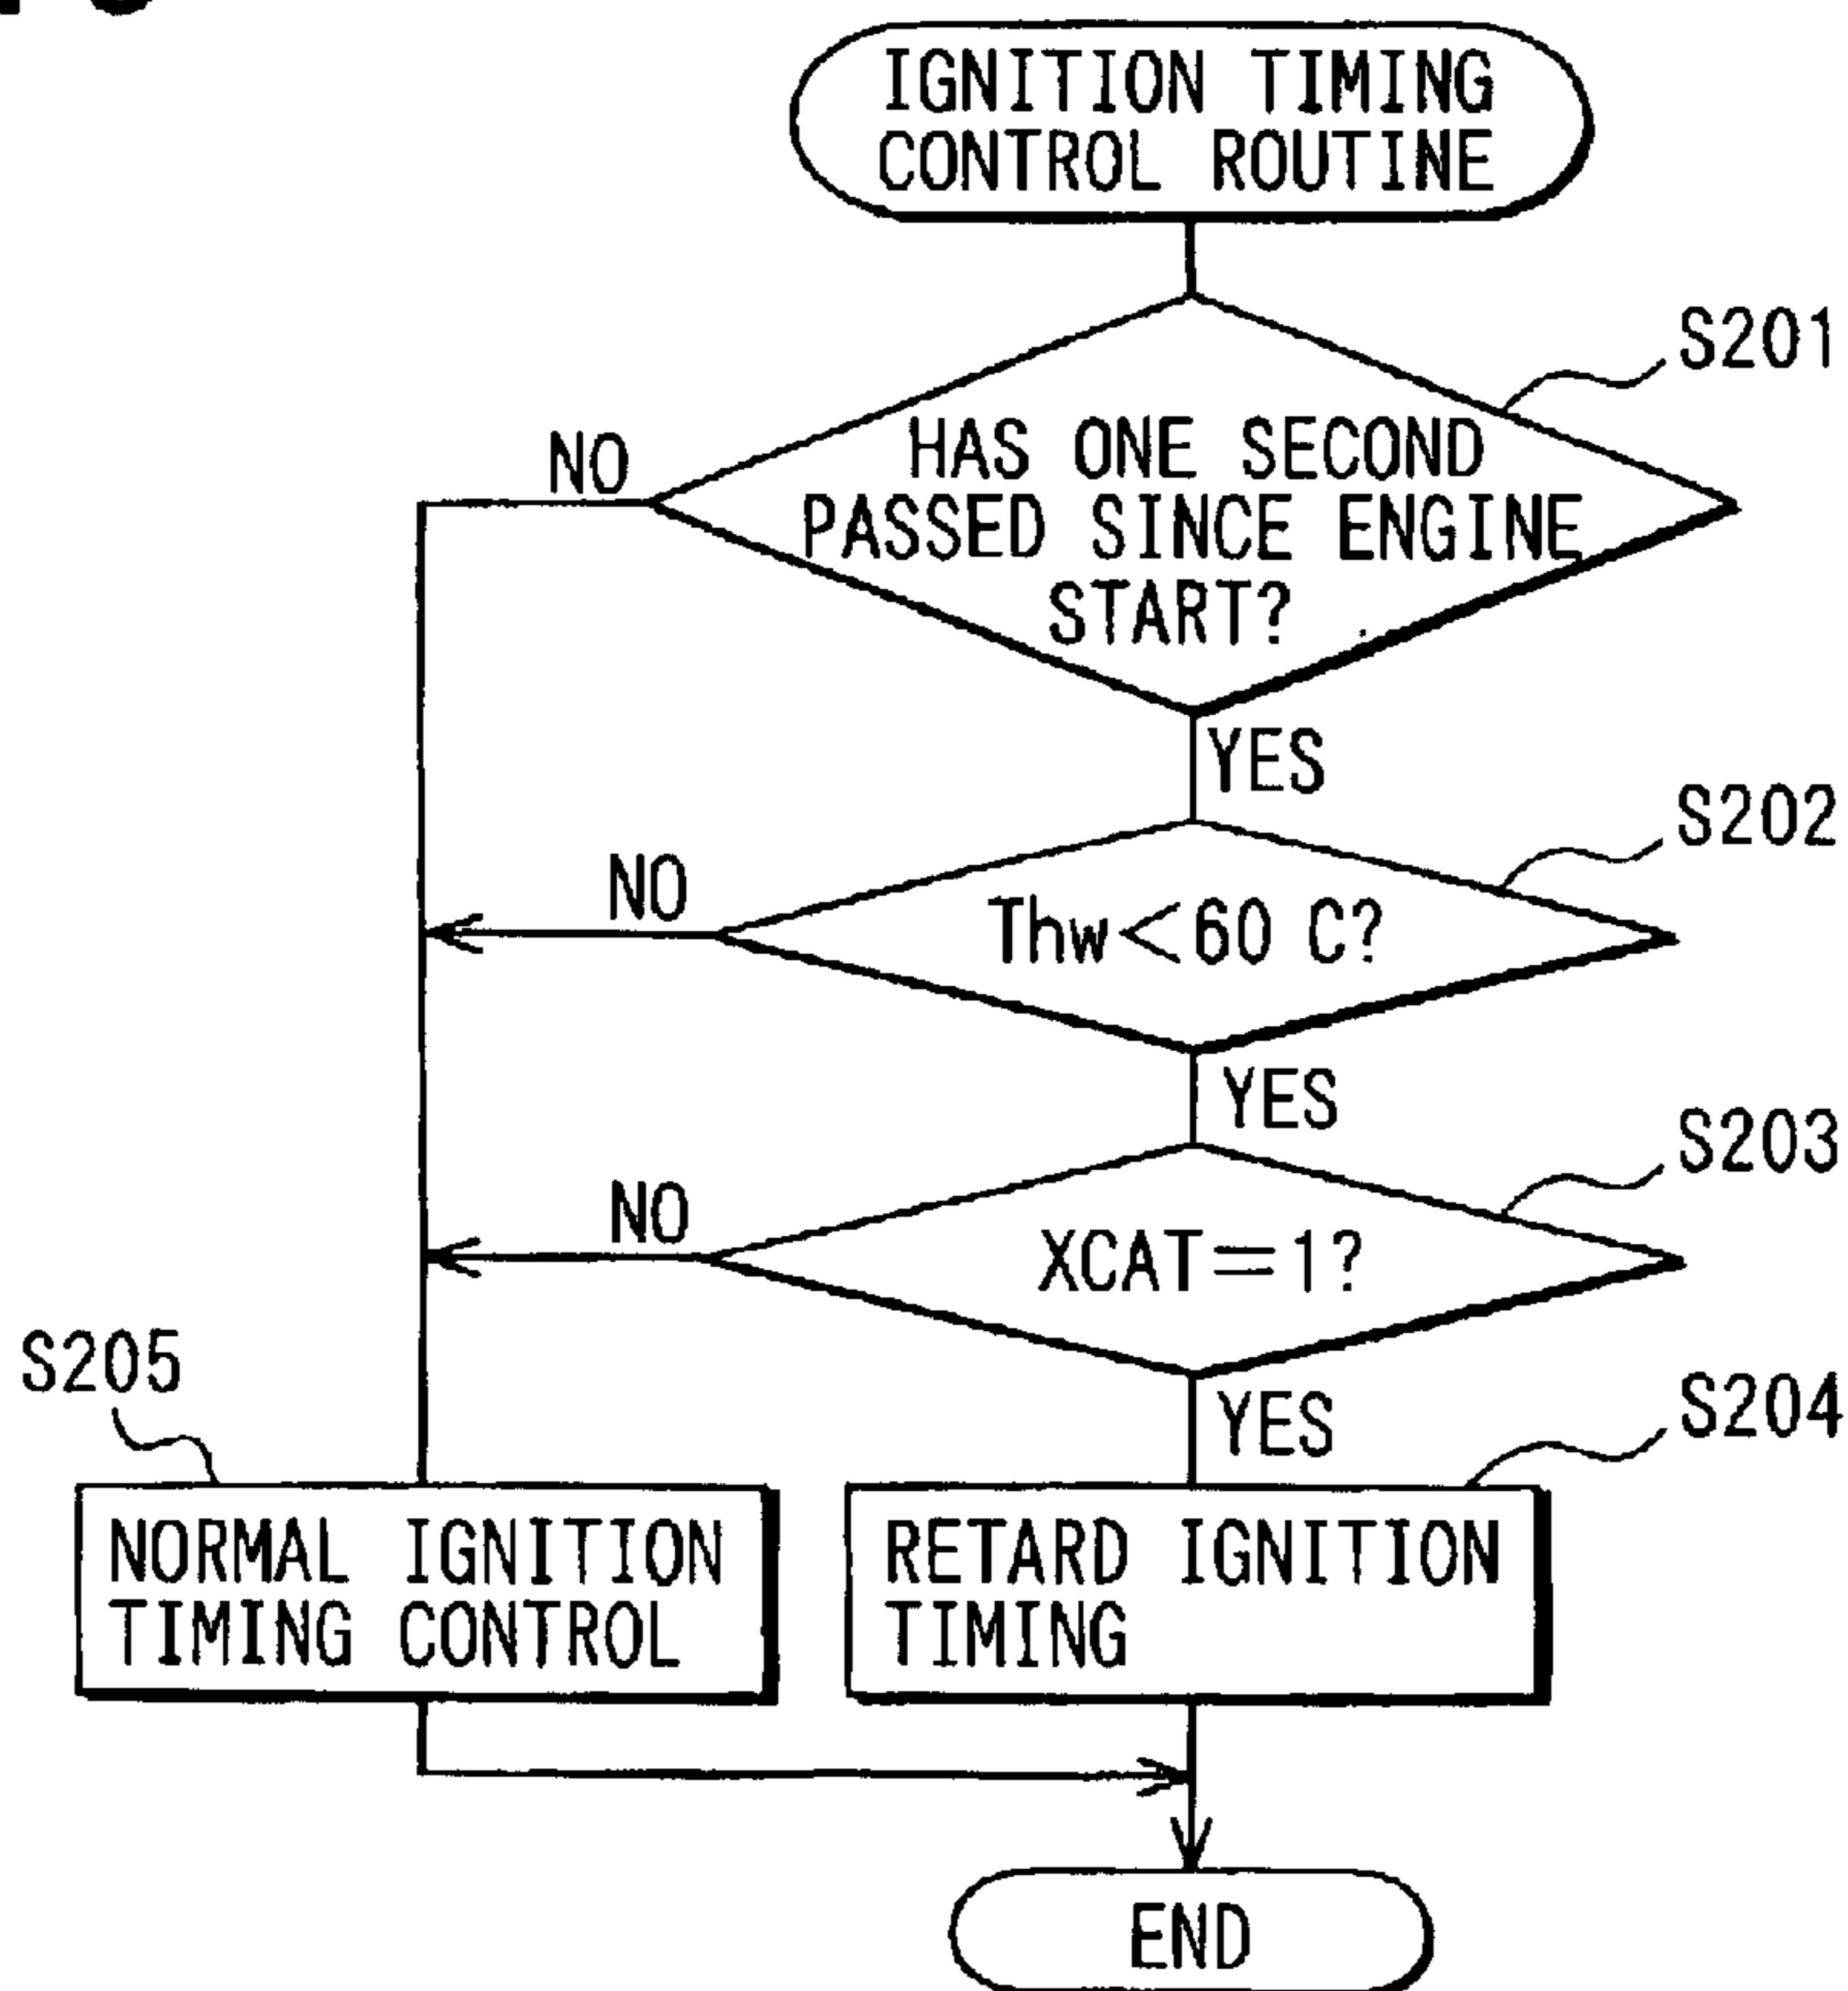 IGNITION TIMING
CONTROL ROUTINE
S201
HAS ONE SECOND
PASSED SINCE ENGINE
START?
NO
YES
S202
Thw<60 C?
NO
YES
S203
XCAT=1?
NO
YES
S205
S204
NORMAL IGNITION
TIMING CONTROL
RETARD IGNITION
TIMING
END